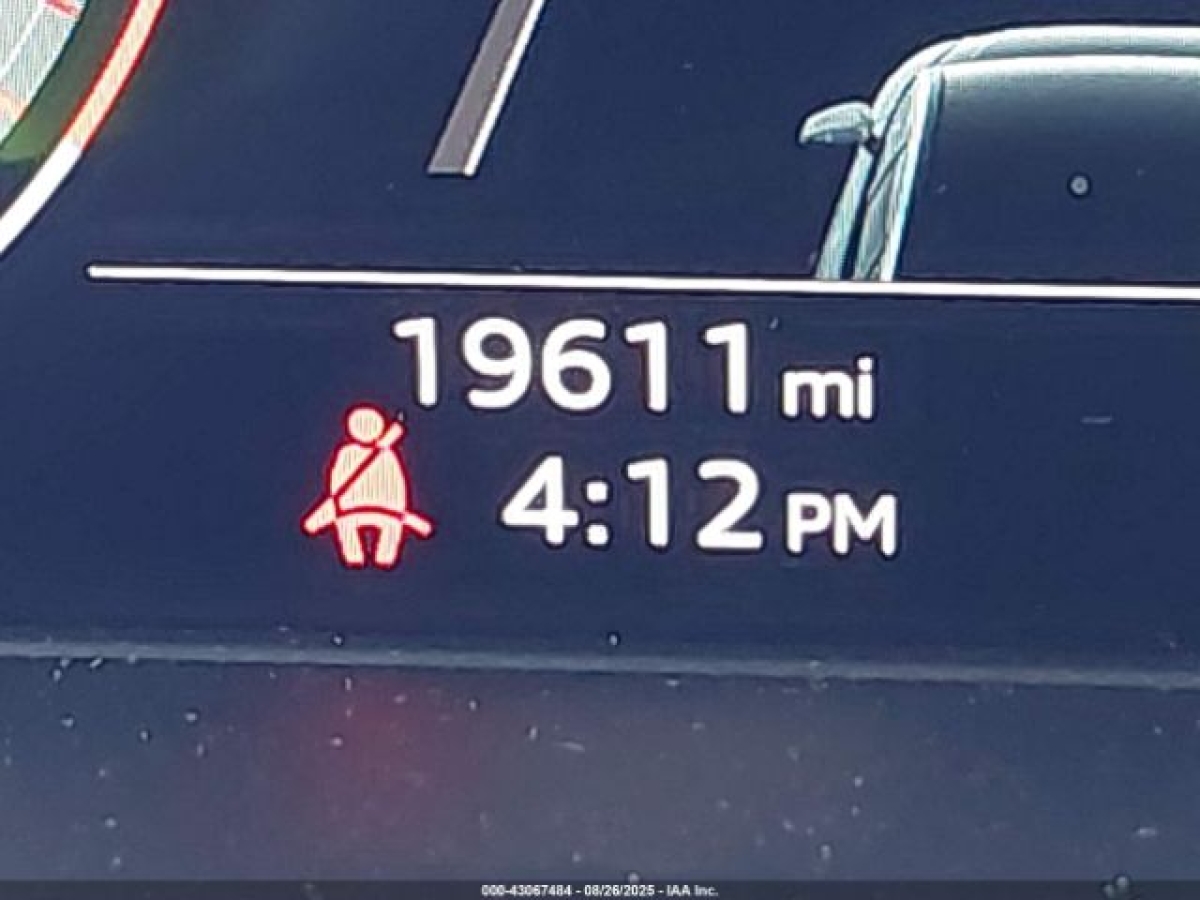 19611 mi
4:12 PM
000-43067484 - 08/26/2025 - IAA Inc.